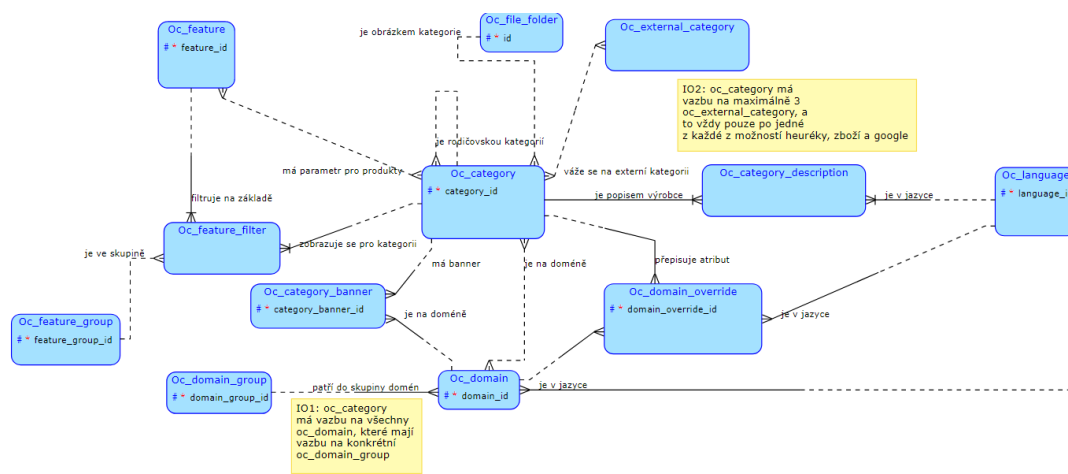 Oc_feature
# * feature_id
je obrázkem kategorie
Oc_file_folder
# * id
Oc_external_category
IO2: oc_category má
vazbu na maximálně 3
oc_external_category, a
to vždy pouze po jedné
z každé z možností heuréky, zboží a google
je rodičovskou kategorií
má parametr pro produkty
Oc_category
# * category_id
váže se na externí kategorii
Oc_category_description
Oc_language
# * language_i
je popisem výrobce
je v jazyce
filtruje na základě
Oc_feature_filter
zobrazuje se pro kategorii
je ve skupině
má banner
je na doméně
přepisuje atribut
Oc_category_banner
# * category_banner_id
Oc_domain_override
# * domain_override_id
je na doméně
je v jazyce
Oc_feature_group
# * feature_group_id
Oc_domain_group
# * domain_group_id
patří do skupiny domén
Oc_domain
# * domain_id
je v jazyce
IO1: oc_category
má vazbu na všechny
oc_domain, které mají
vazbu na konkrétní
oc_domain_group